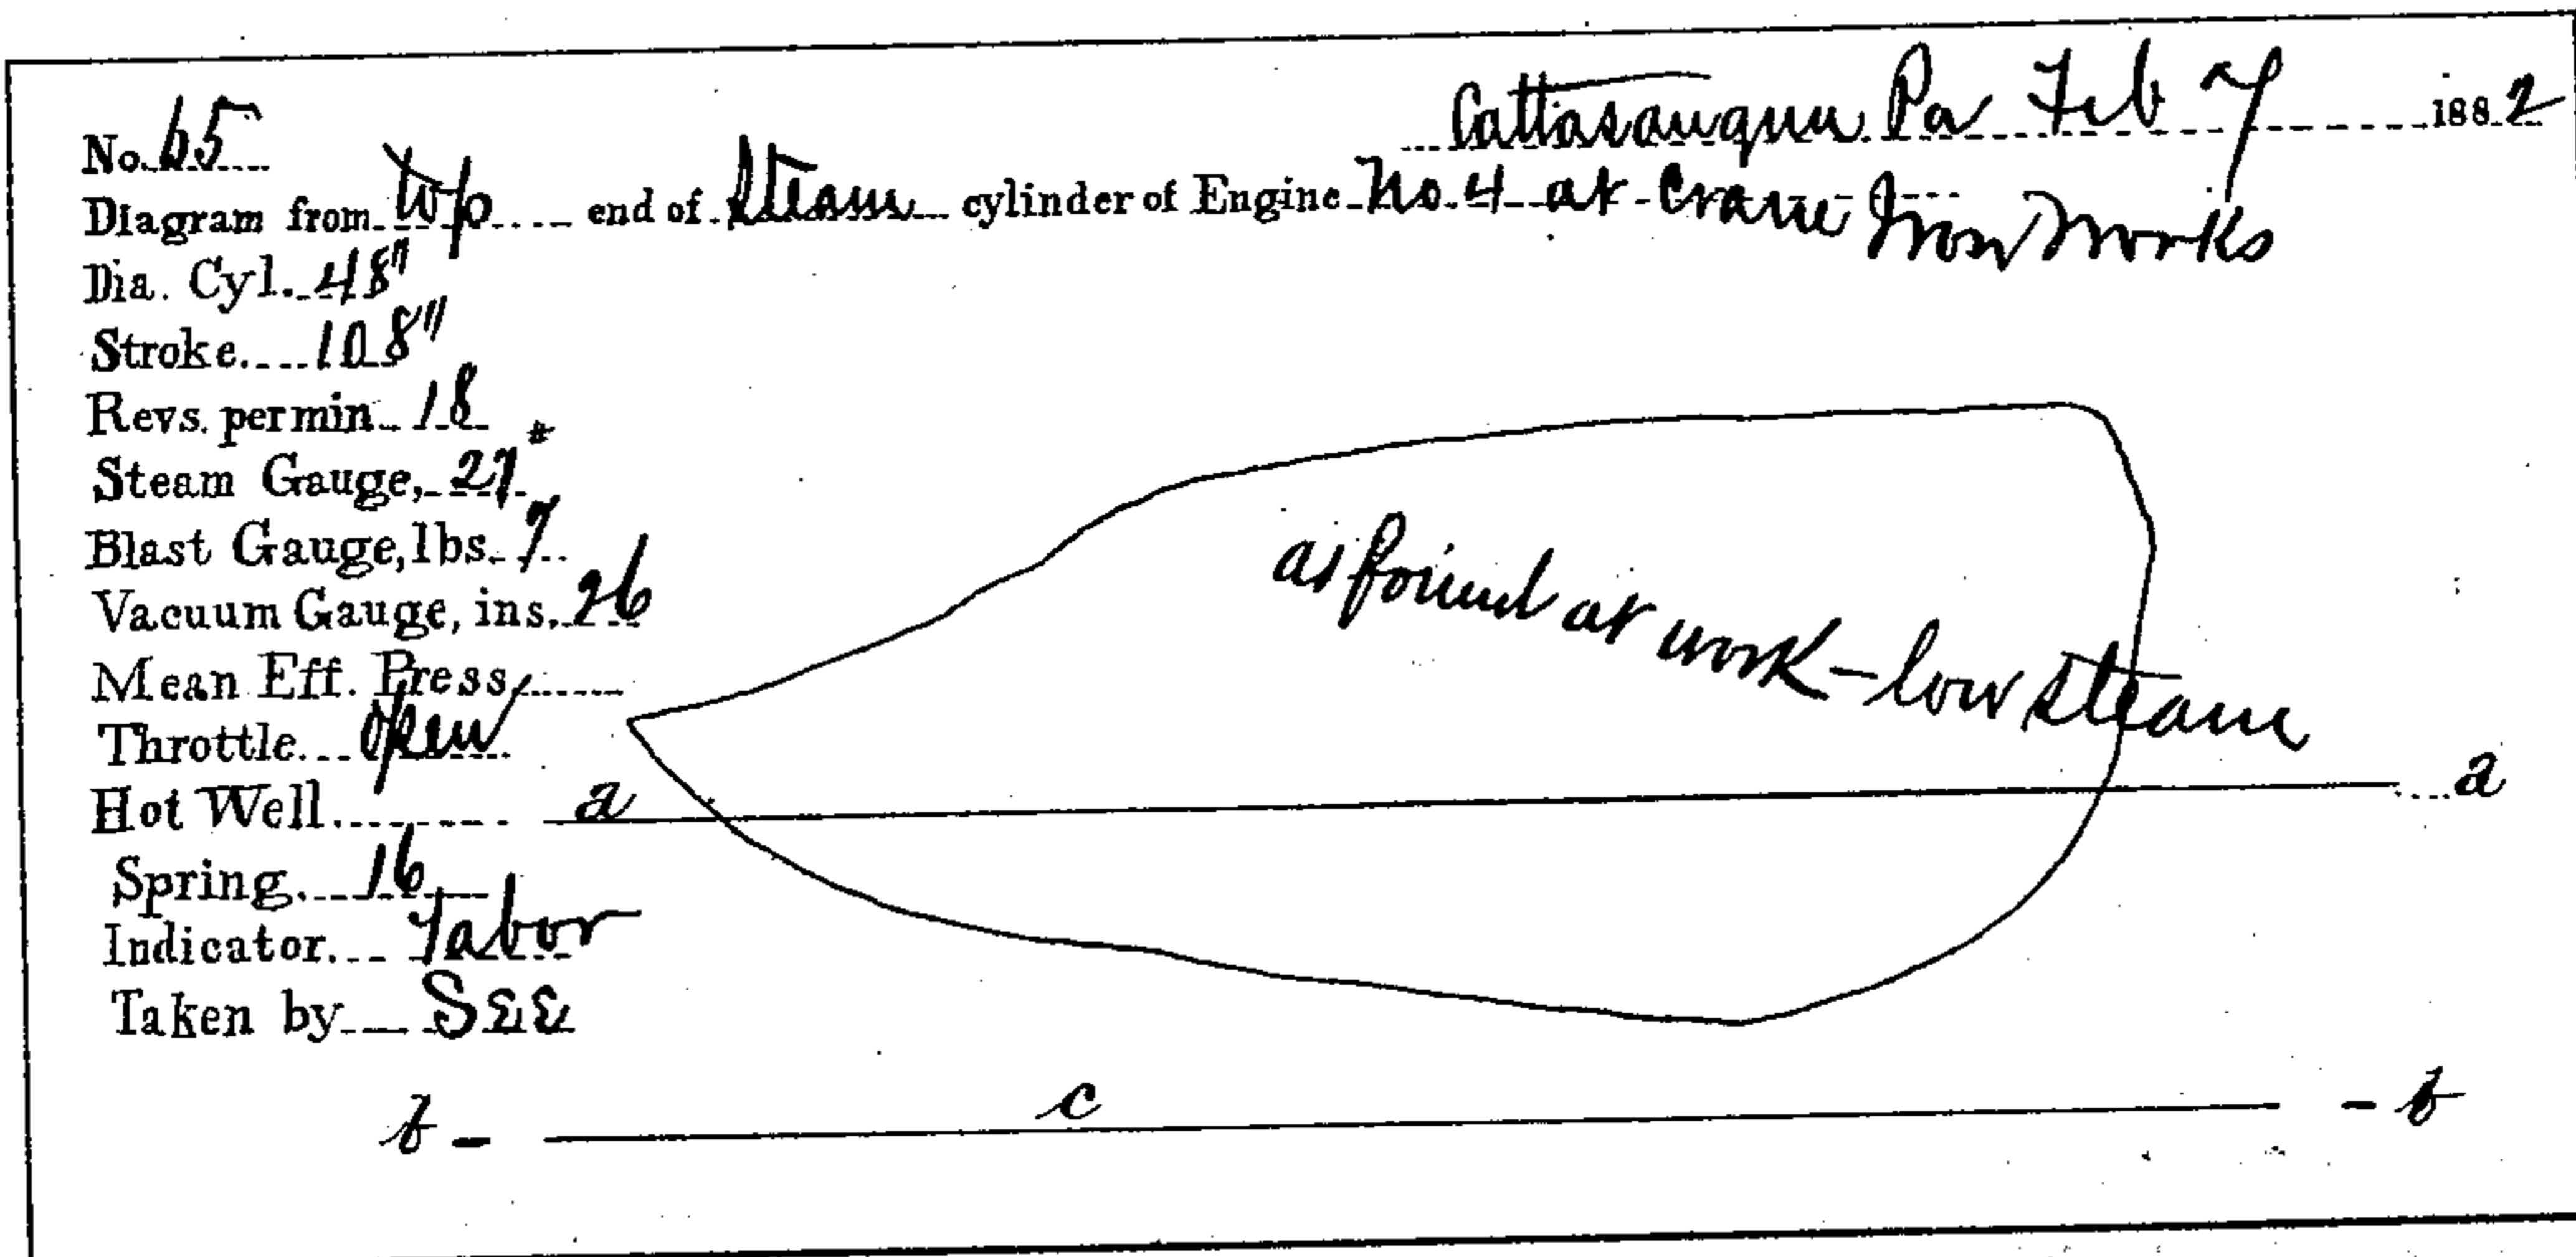 Cattasauqua Pa Feb 7 1882
No. 65
Diagram from top end of Steam cylinder of Engine No. 4 at Crane Iron Works
Dia. Cyl. 48"
Stroke 108"
Revs. per min 18
Steam Gauge, 27#
Blast Gauge, lbs. 7
Vacuum Gauge, ins. 26
Mean Eff. Press,
Throttle open
Hot Well
Spring. 16
Indicator Tabor
Taken by SEE
as found at work - low steam
a a
b - c - b